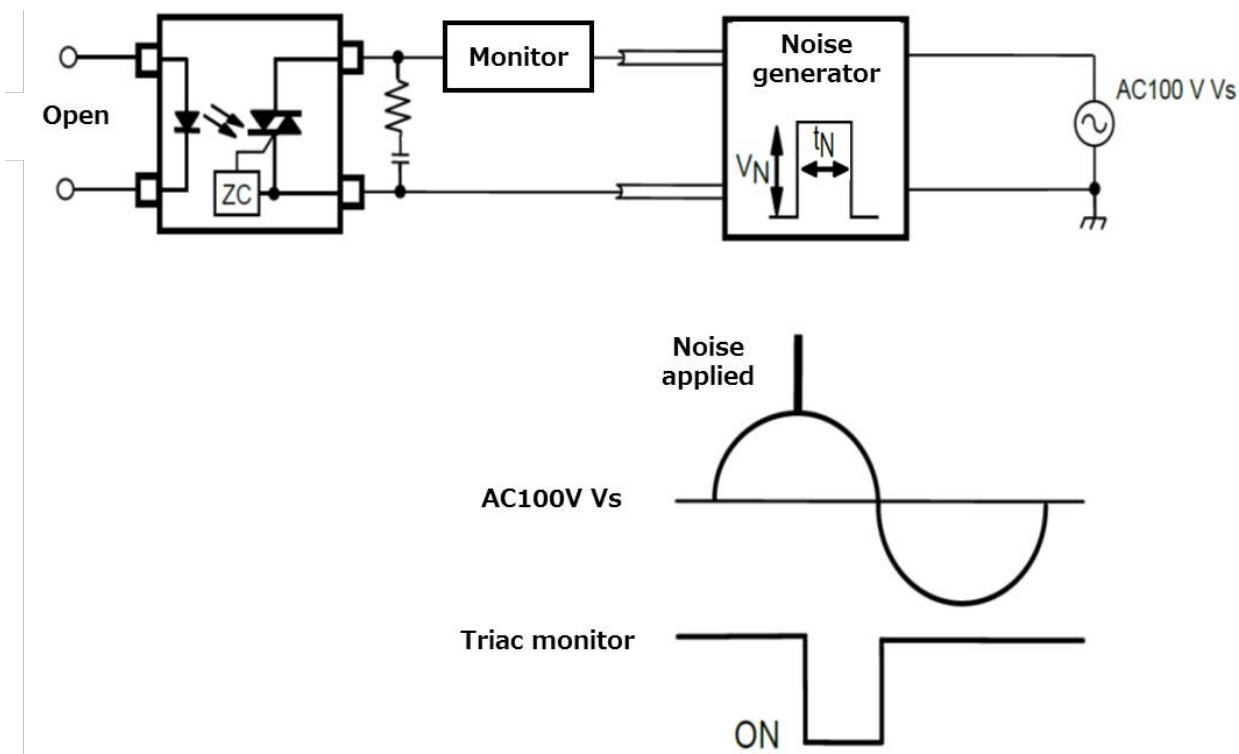 Open
ZC
Monitor
Noise
generator
VN
tN
AC100 V Vs
Noise
applied
AC100V Vs
Triac monitor
ON